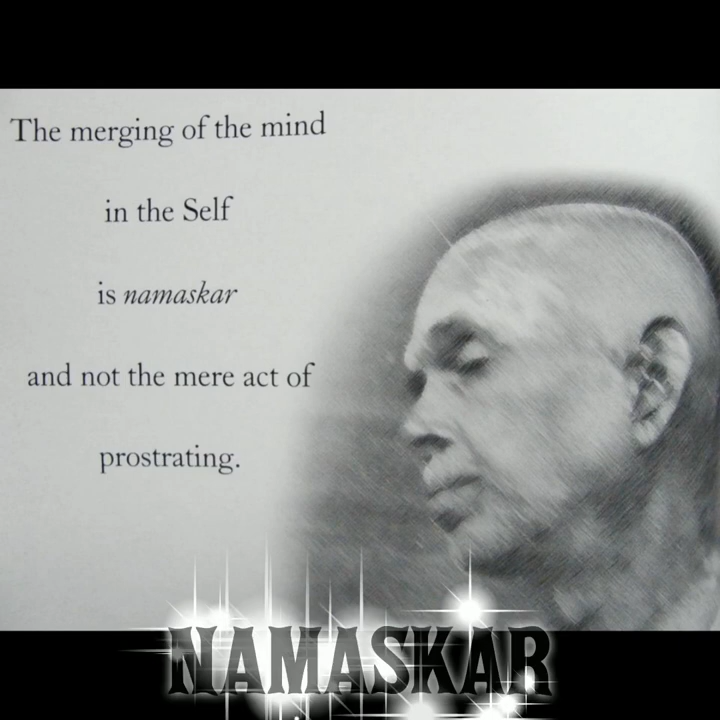 The merging of the mind
in the Self
is namaskar
and not the mere act of
prostrating.
NAMASKAR